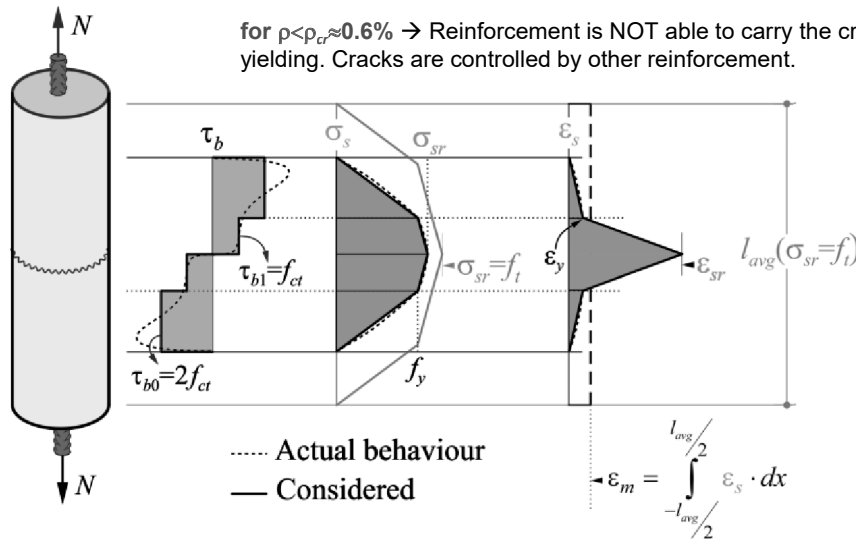 N
for ρ<ρcr≈0.6% → Reinforcement is NOT able to carry the cr
yielding. Cracks are controlled by other reinforcement.
τb
σs
σsr
εs
τb1=fct
σsr=ft
εy
εsr
lavg(σsr=ft)
τb0=2fct
fy
Actual behaviour
Considered
N
εm = ∫ εs · dx
lavg/2
-lavg/2